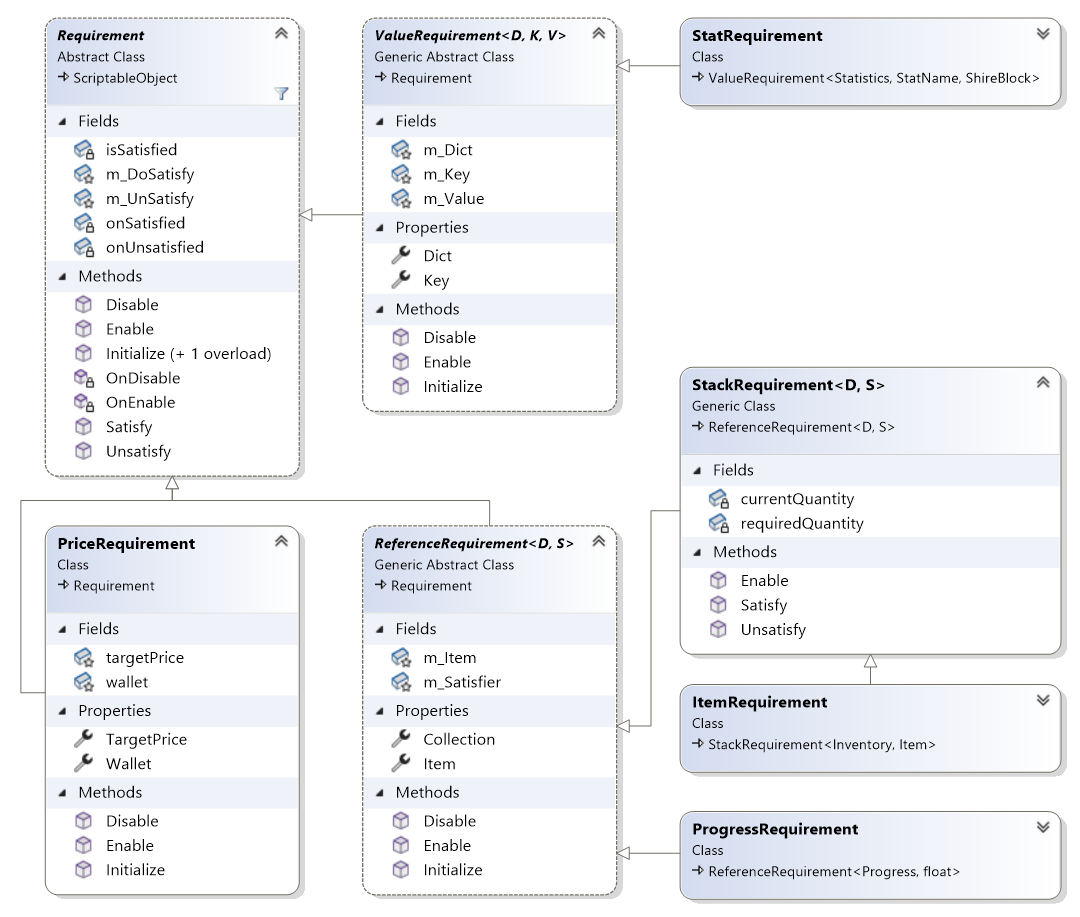 Requirement
Abstract Class
ScriptableObject
Fields
isSatisfied
m_DoSatisfy
m_UnSatisfy
onSatisfied
onUnsatisfied
Methods
Disable
Enable
Initialize (+ 1 overload)
OnDisable
OnEnable
Satisfy
Unsatisfy
ValueRequirement<D, K, V>
Generic Abstract Class
Requirement
Fields
m_Dict
m_Key
m_Value
Properties
Dict
Key
Methods
Disable
Enable
Initialize
StatRequirement
Class
ValueRequirement<Statistics, StatName, ShireBlock>
StackRequirement<D, S>
Generic Class
ReferenceRequirement<D, S>
Fields
currentQuantity
requiredQuantity
Methods
Enable
Satisfy
Unsatisfy
PriceRequirement
Class
Requirement
Fields
targetPrice
wallet
Properties
TargetPrice
Wallet
Methods
Disable
Enable
Initialize
ReferenceRequirement<D, S>
Generic Abstract Class
Requirement
Fields
m_Item
m_Satisfier
Properties
Collection
Item
Methods
Disable
Enable
Initialize
ItemRequirement
Class
StackRequirement<Inventory, Item>
ProgressRequirement
Class
ReferenceRequirement<Progress, float>